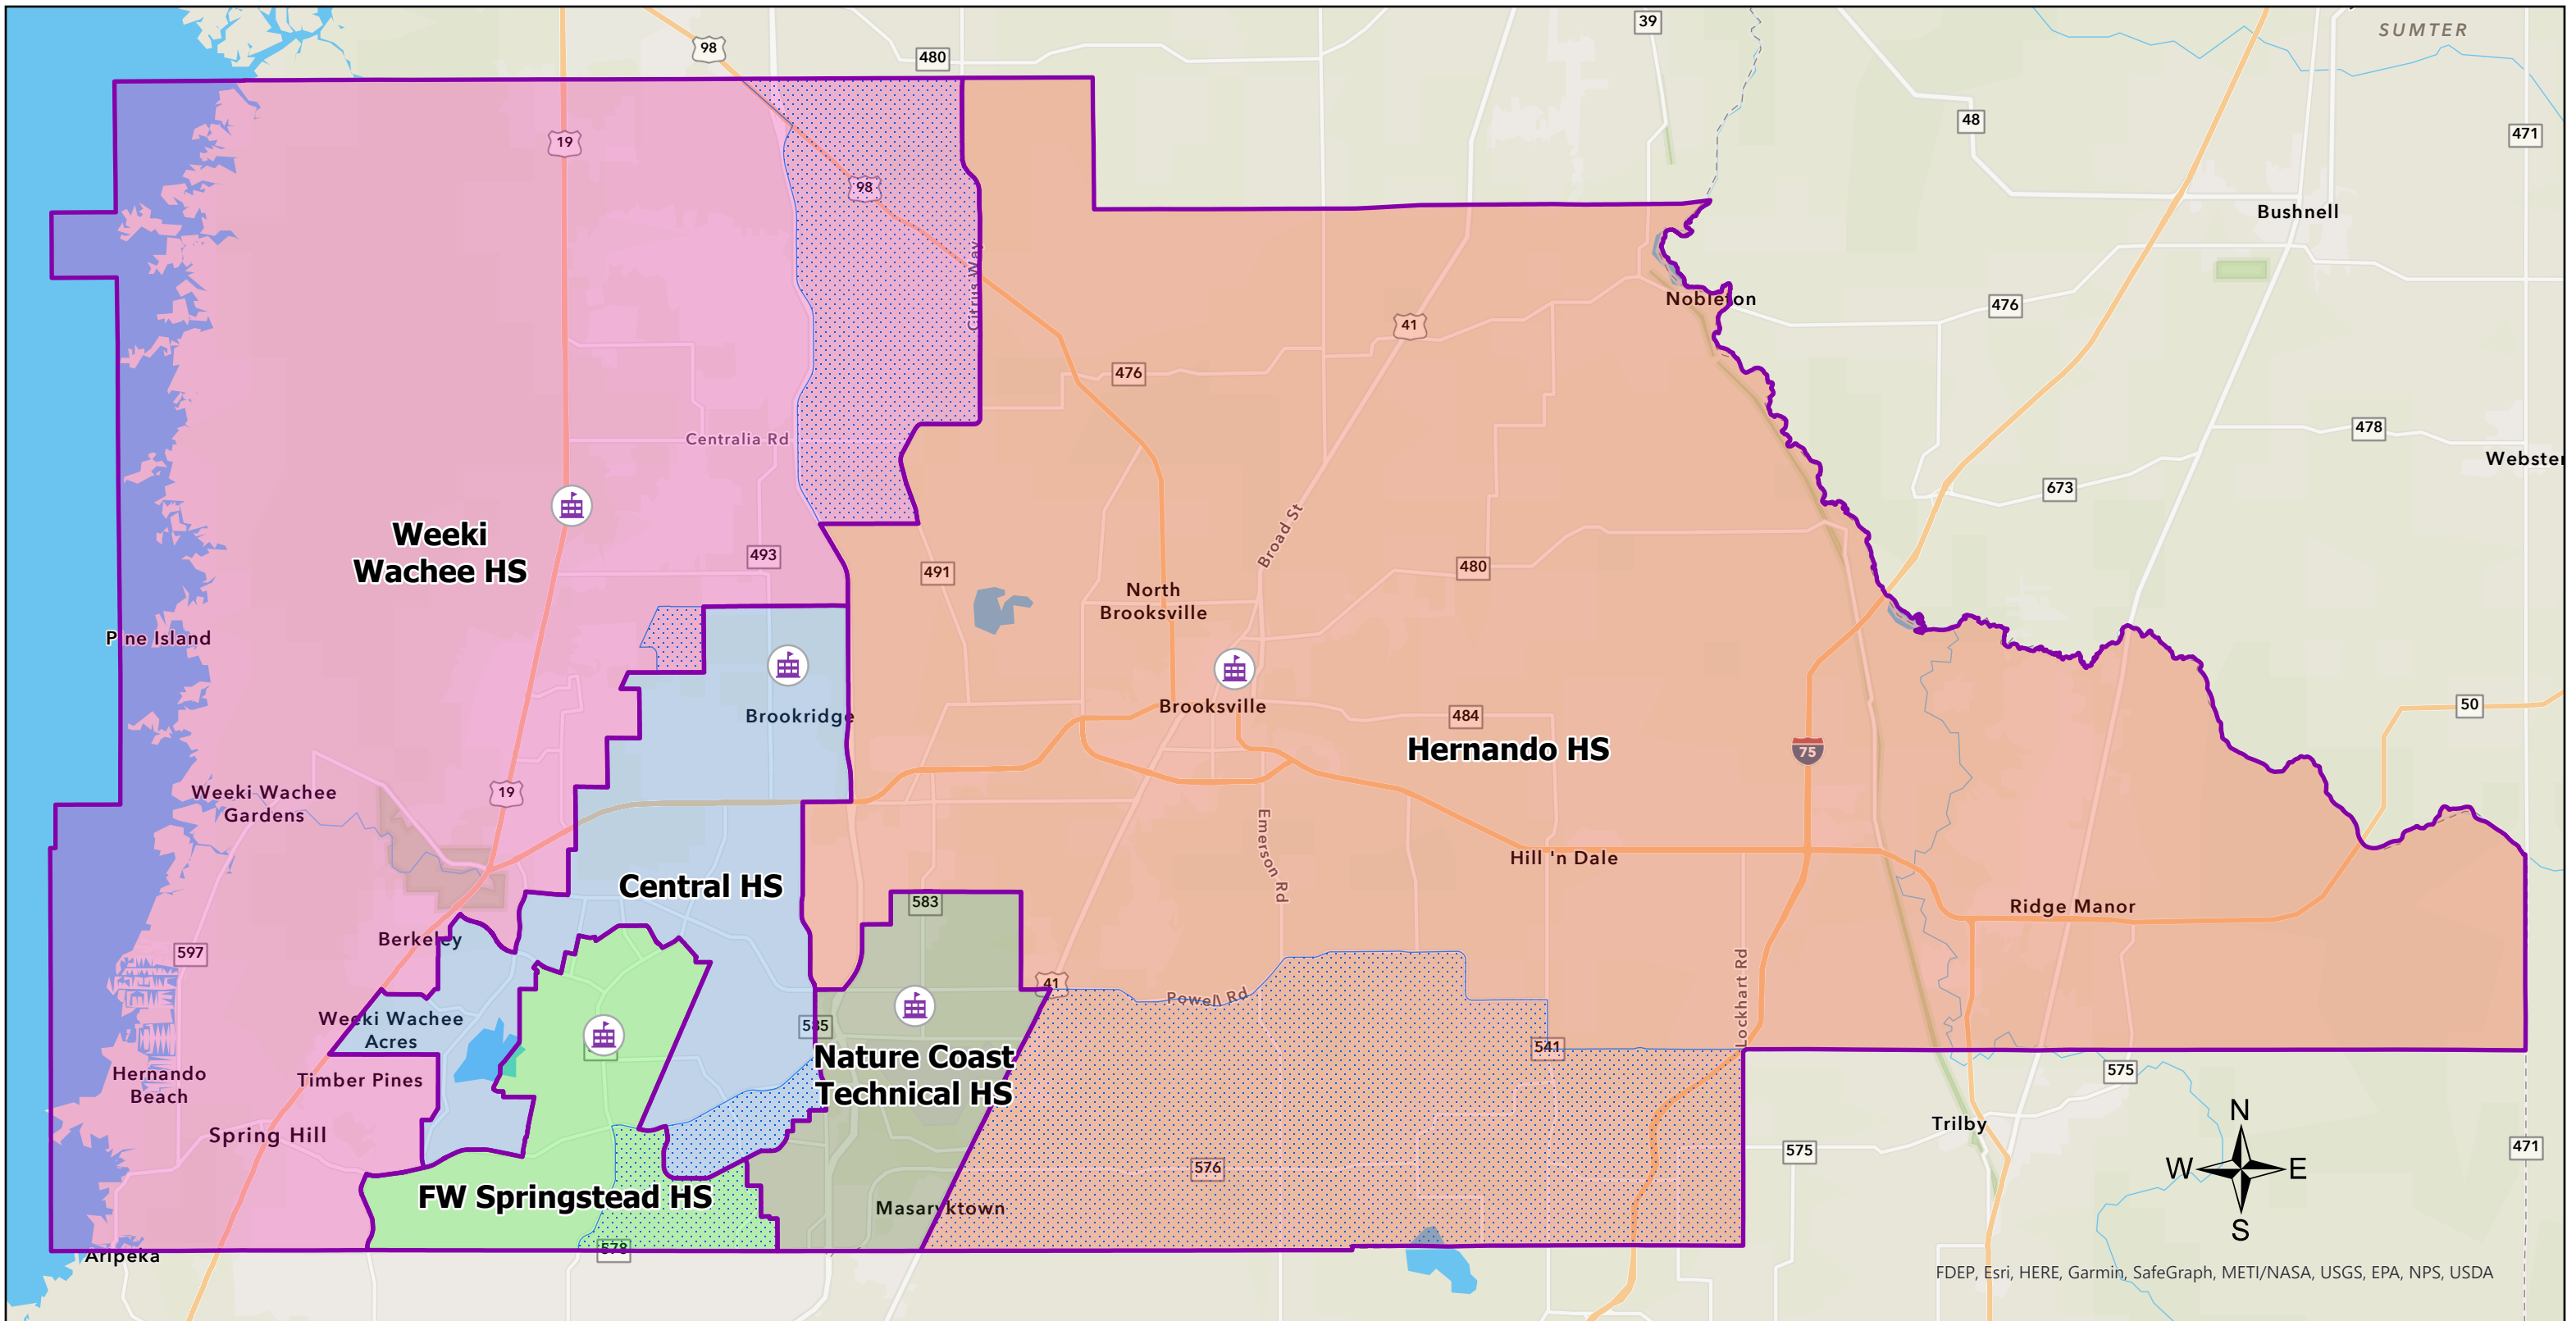 39
SUMTER
98
480
48
471
19
98
Bushnell
Citrus Way
Nobleton
476
41
476
478
Centralia Rd
Webster
673
Weeki
Wachee HS
Broad St
493
491
480
North
Brooksville
P ne Island
50
Brookridge
Brooksville
484
Hernando HS
75
Weeki Wachee
Gardens
19
Emerson Rd
Hill 'n Dale
Central HS
583
Ridge Manor
Berkeley
597
Lockhart Rd
41
Powell Rd
Weeki Wachee
Acres
585
541
Nature Coast
Technical HS
Hernando
Beach
Timber Pines
575
N
Trilby
Spring Hill
575
471
W
E
576
FW Springstead HS
Masaryktown
S
578
Aripeka
FDEP, Esri, HERE, Garmin, SafeGraph, METI/NASA, USGS, EPA, NPS, USDA